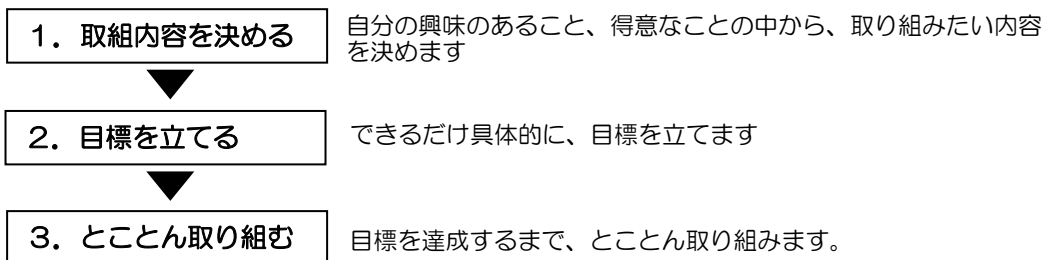 １．取組内容を決める
自分の興味のあること、得意なことの中から、取り組みたい内容
を決めます
２．目標を立てる
できるだけ具体的に、目標を立てます
３．とことん取り組む
目標を達成するまで、とことん取り組みます。